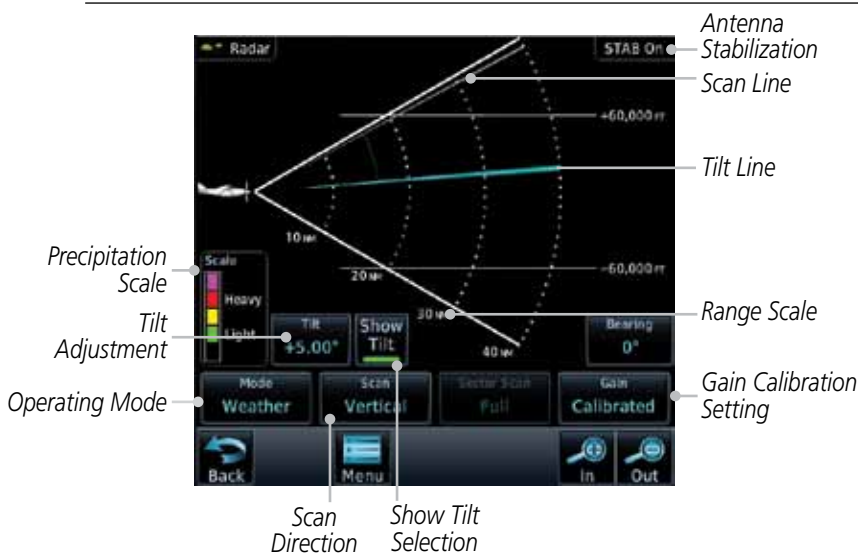 Antenna
Stabilization
Radar
STAB On
Scan Line
+60,000 FT
Tilt Line
10 NM
Precipitation
Scale
Scale
Heavy
Light
20 NM
-60,000 FT
30 NM
Range Scale
Tilt
Adjustment
Tilt
+5.00°
Show
Tilt
40 NM
Bearing
0°
Operating Mode
Mode
Weather
Scan
Vertical
Sector Scan
Full
Gain
Calibrated
Gain Calibration
Setting
Back
Menu
In
Out
Scan
Direction
Show Tilt
Selection